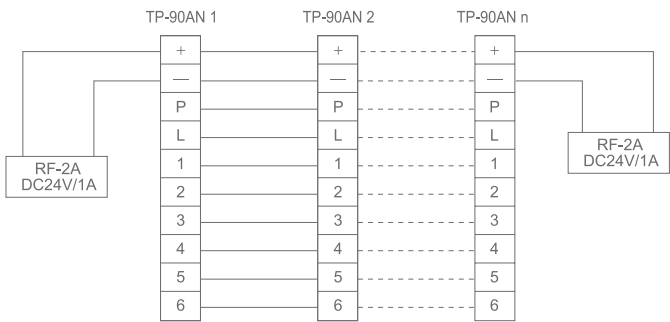 TP-90AN 1 TP-90AN 2 TP-90AN n
+ + +
— — —
P P P
L L L
1 1 1
2 2 2
3 3 3
4 4 4
5 5 5
6 6 6
RF-2A
DC24V/1A
RF-2A
DC24V/1A